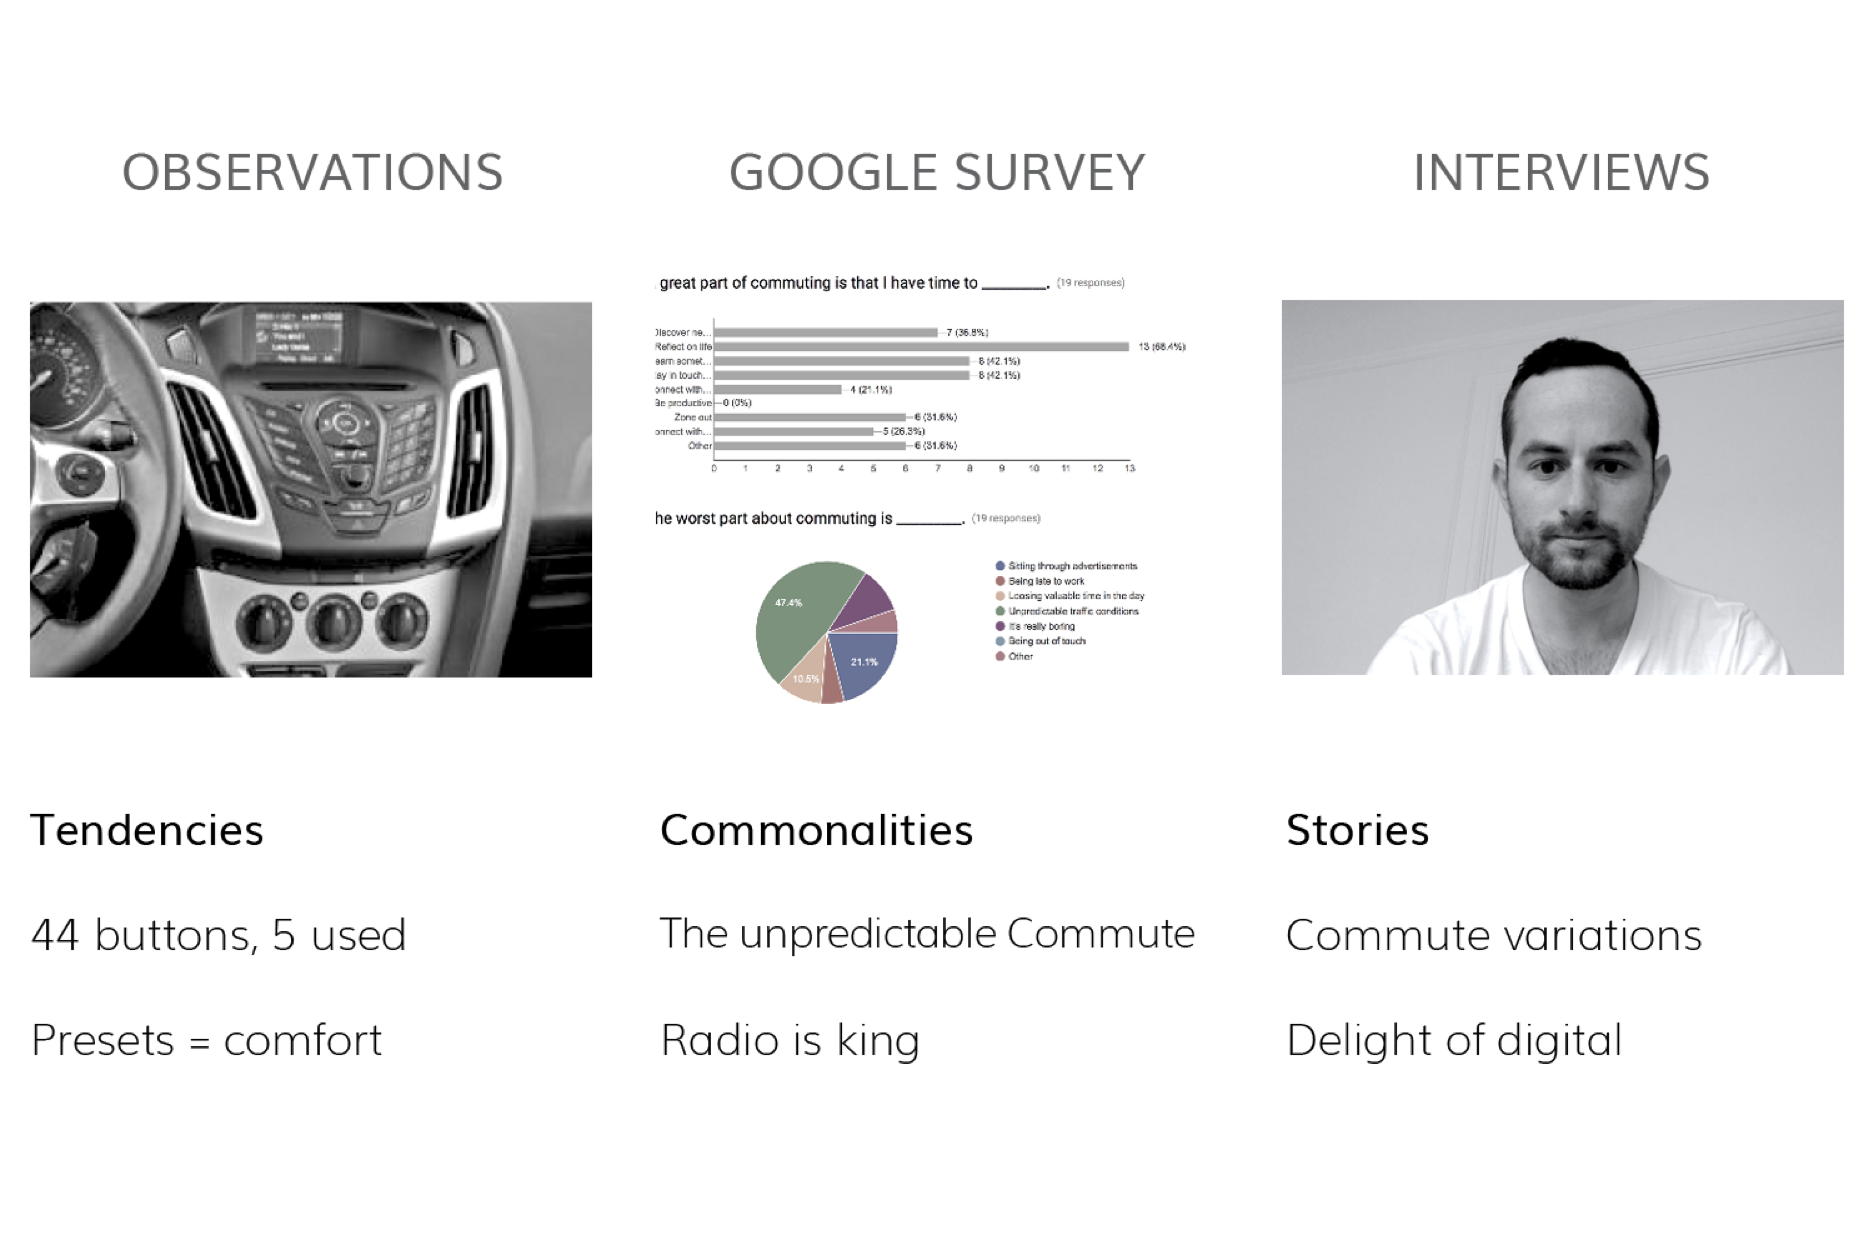 OBSERVATIONS
GOOGLE SURVEY
INTERVIEWS
great part of commuting is that I have time to ________. (19 responses)
Discover ne... 7 (36.8%)
Reflect on life 13 (68.4%)
earn somet... 8 (42.1%)
ay in touch... 8 (42.1%)
onnect with... 4 (21.1%)
Be productive 0 (0%)
Zone out 6 (31.6%)
onnect with... 5 (26.3%)
Other 6 (31.6%)
0 1 2 3 4 5 6 7 8 9 10 11 12 13
he worst part about commuting is ________. (19 responses)
47.4%
21.1%
10.5%
Sitting through advertisements
Being late to work
Loosing valuable time in the day
Unpredictable traffic conditions
It's really boring
Being out of touch
Other
Tendencies
44 buttons, 5 used
Presets = comfort
Commonalities
The unpredictable Commute
Radio is king
Stories
Commute variations
Delight of digital